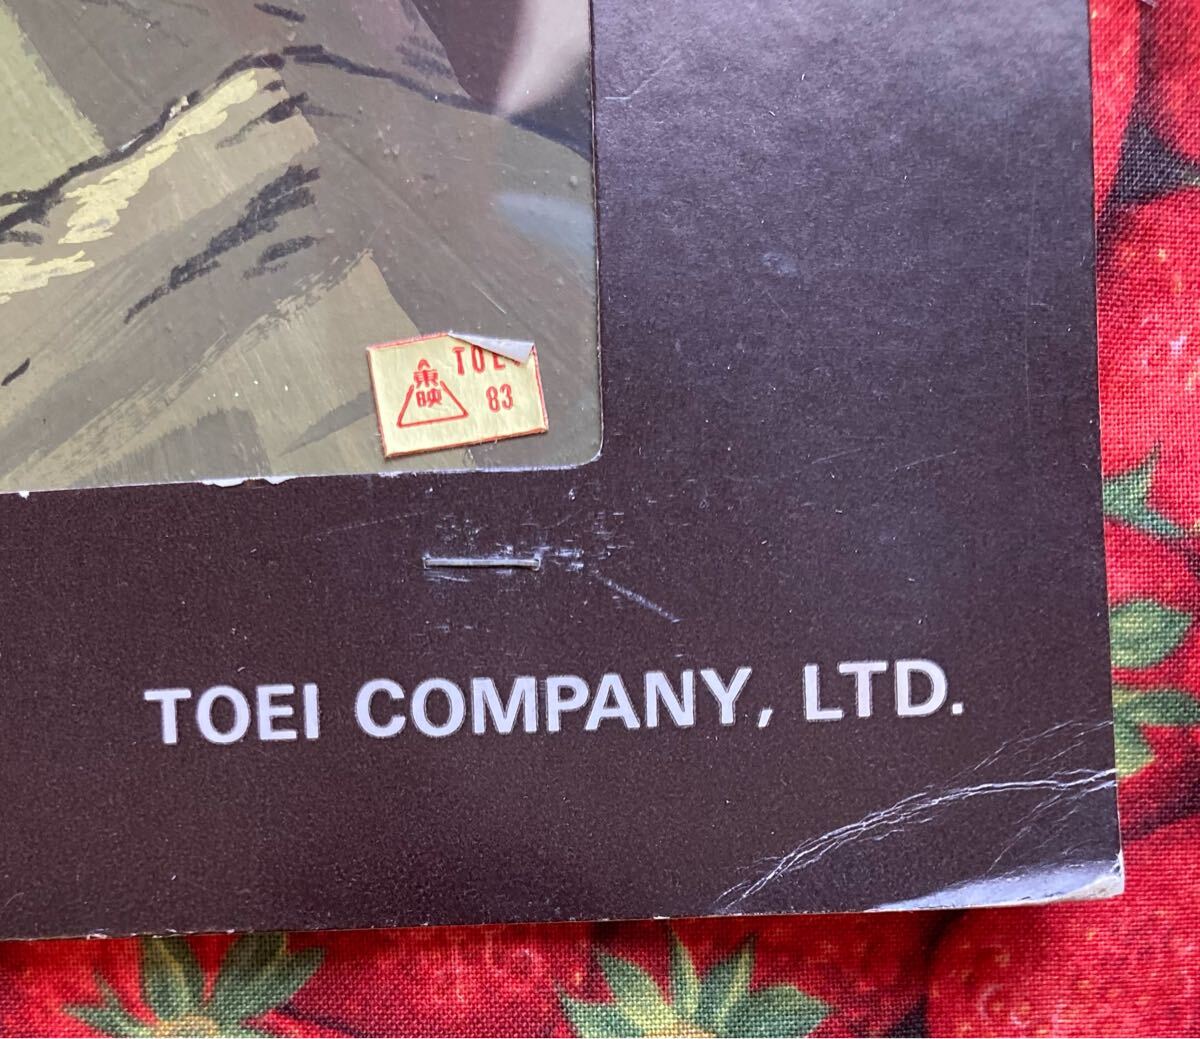 東映
TOE
83
TOEI COMPANY, LTD.